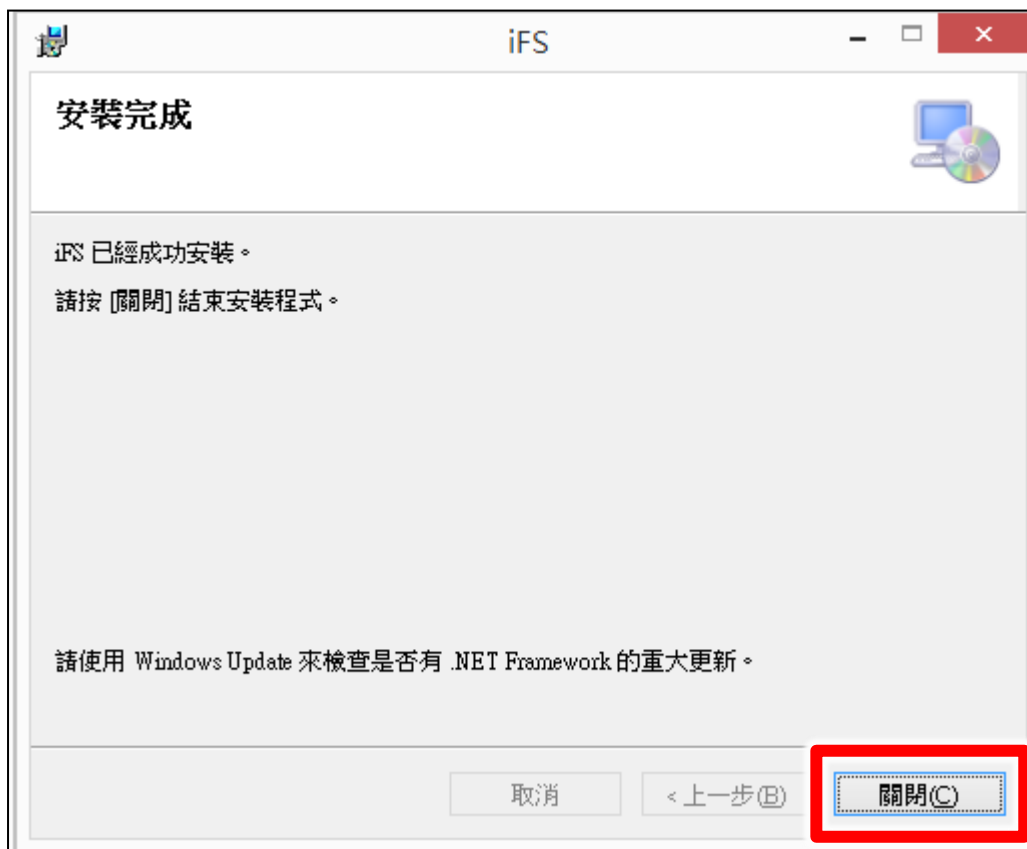 iFS
安裝完成
iFS 已經成功安裝。
請按 [關閉] 結束安裝程式。
請使用 Windows Update 來檢查是否有 .NET Framework 的重大更新。
取消
<上一步(B)
關閉(C)